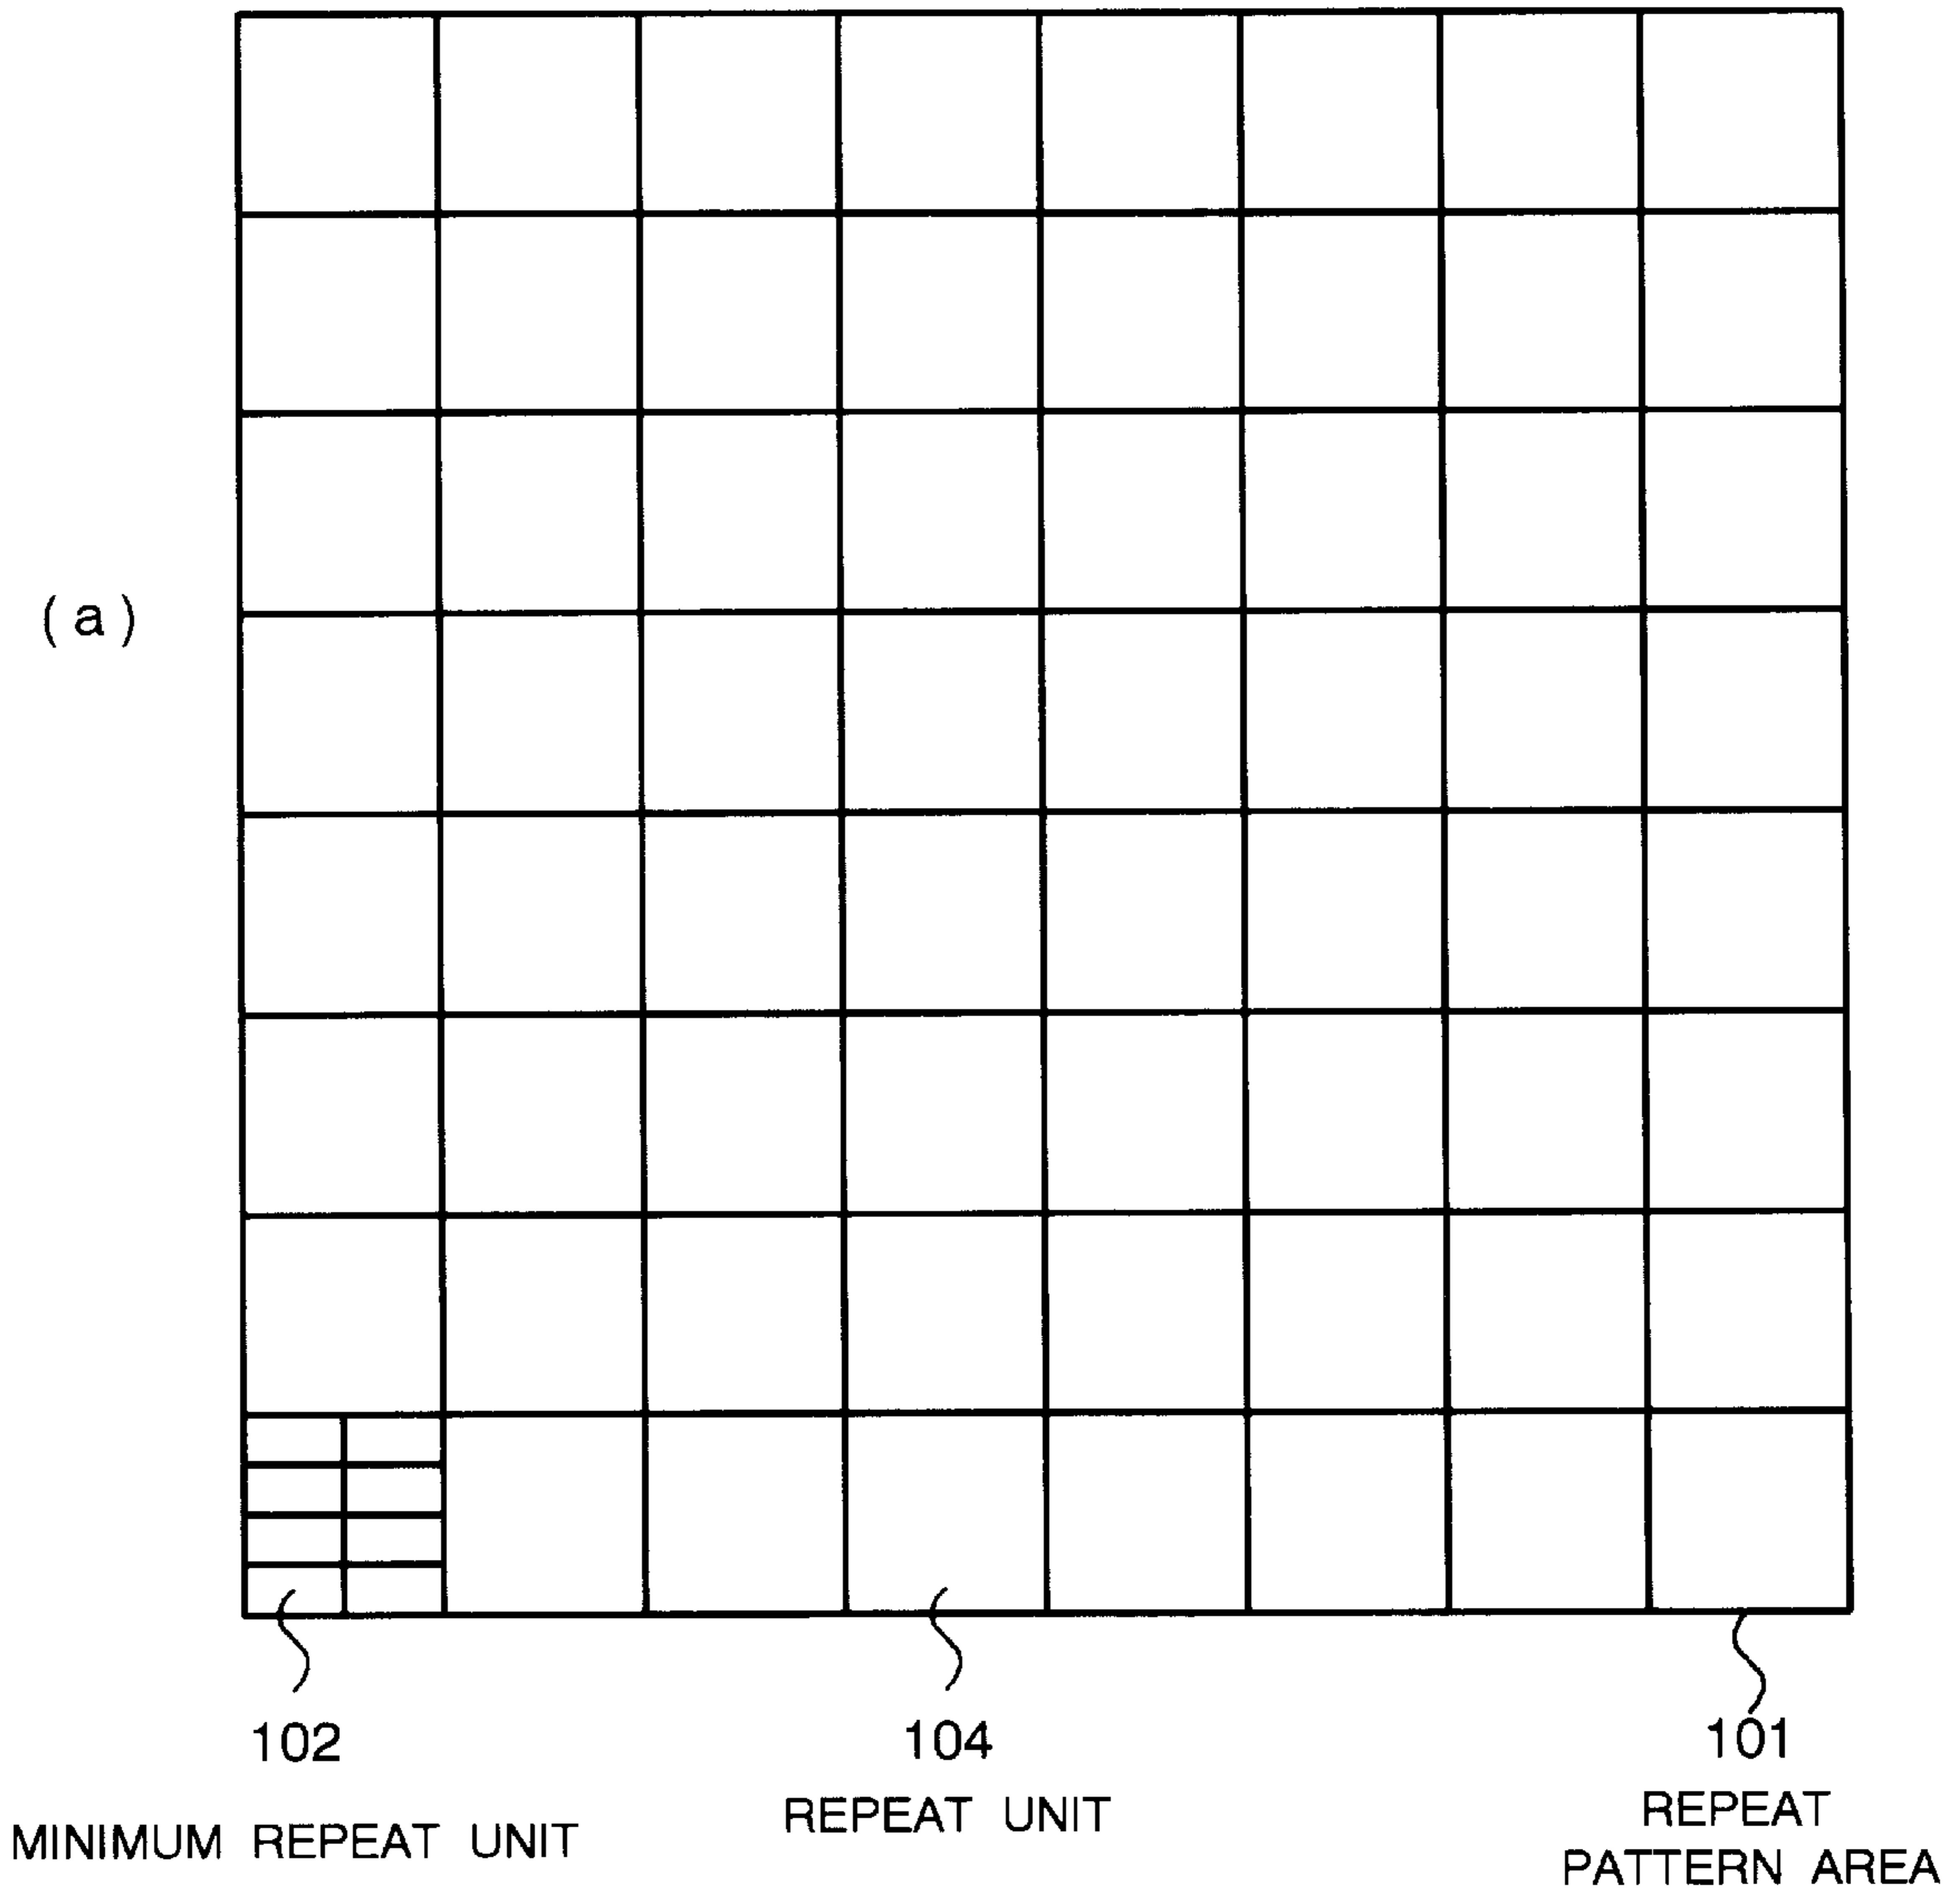 (a)
102
104
101
MINIMUM REPEAT UNIT
REPEAT UNIT
REPEAT
PATTERN AREA